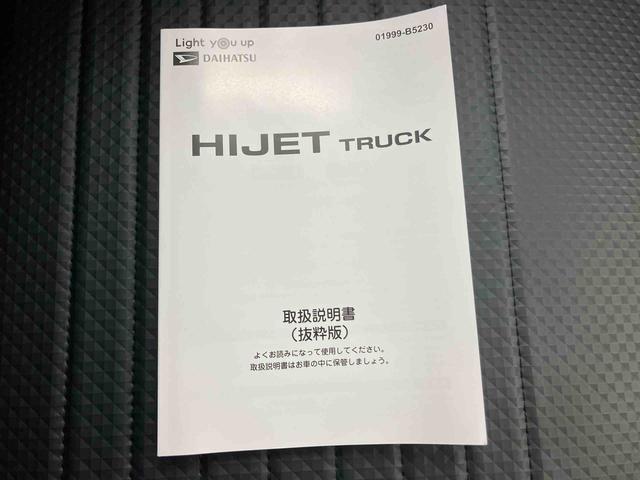 Light you up
DAIHATSU
01999-B5230
HIJET TRUCK
取扱説明書
（抜粋版）
よくお読みになって使用してください。
取扱説明書はお車の中に保管しましょう。